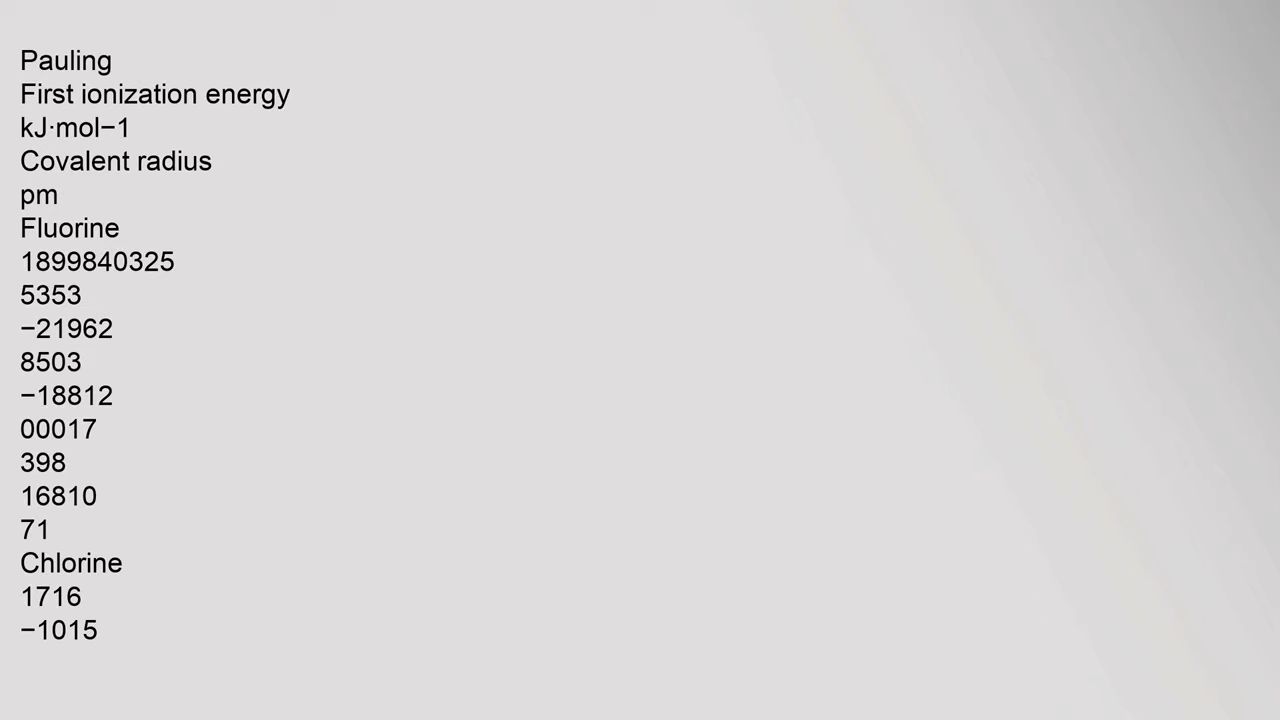 Pauling
First ionization energy
kJ·mol−1
Covalent radius
pm
Fluorine
1899840325
5353
−21962
8503
−18812
00017
398
16810
71
Chlorine
1716
−1015